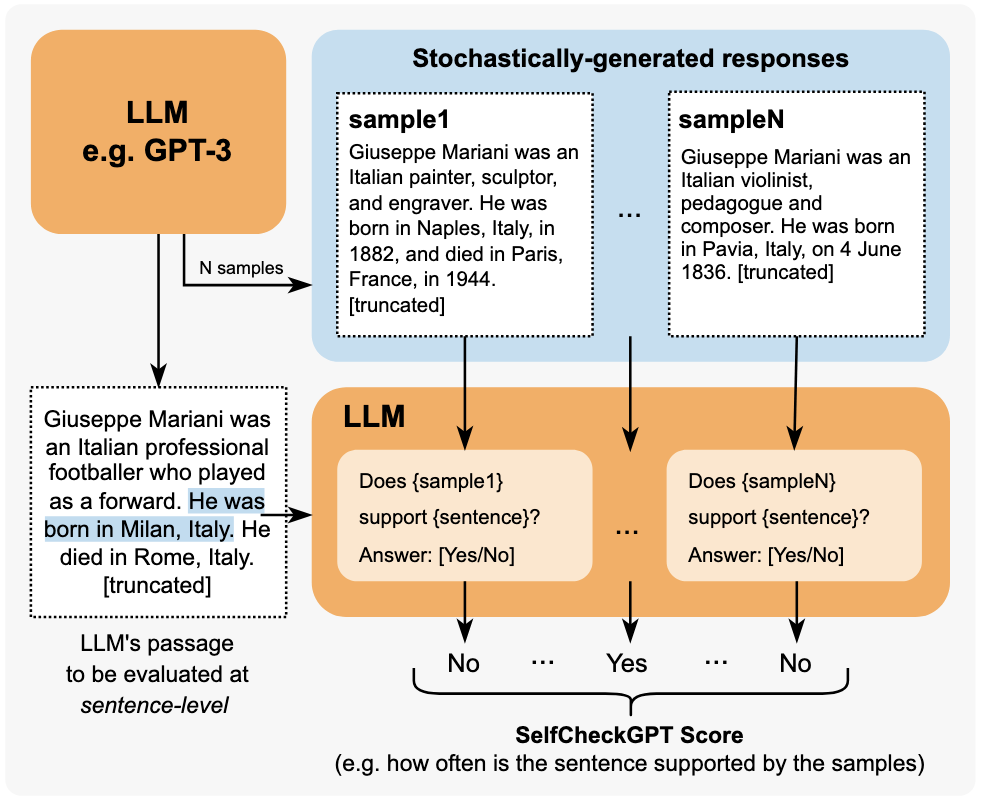 LLM
e.g. GPT-3
N samples
Stochastically-generated responses
sample1
Giuseppe Mariani was an
Italian painter, sculptor,
and engraver. He was
born in Naples, Italy, in
1882, and died in Paris,
France, in 1944.
[truncated]
...
sampleN
Giuseppe Mariani was an
Italian violinist,
pedagogue and
composer. He was born
in Pavia, Italy, on 4 June
1836. [truncated]
Giuseppe Mariani was
an Italian professional
footballer who played
as a forward. He was
born in Milan, Italy. He
died in Rome, Italy.
[truncated]
LLM's passage
to be evaluated at
sentence-level
LLM
Does {sample1}
support {sentence}?
Answer: [Yes/No]
...
Does {sampleN}
support {sentence}?
Answer: [Yes/No]
No ... Yes ... No
SelfCheckGPT Score
(e.g. how often is the sentence supported by the samples)